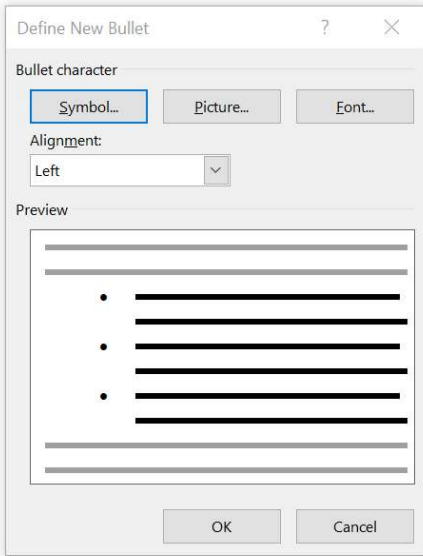 Define New Bullet ? ×
Bullet character
Symbol... Picture... Font...
Alignment:
Left
Preview
OK Cancel